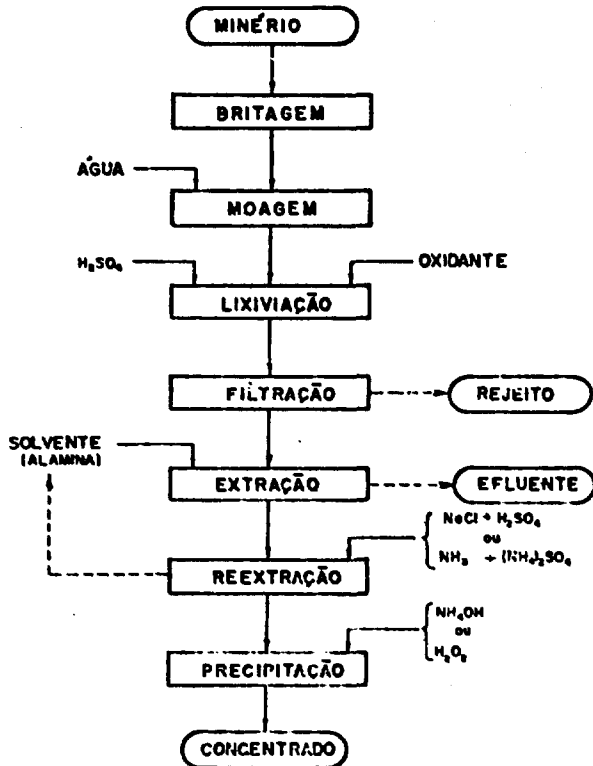 MINÉRIO
BRITAGEM
ÁGUA
MOAGEM
H₂SO₄
OXIDANTE
LIXIVIAÇÃO
FILTRAÇÃO
REJEITO
SOLVENTE
(ALAMINA)
EXTRAÇÃO
EFLUENTE
NaCl + H₂SO₄
ou
NH₃ + (NH₄)₂SO₄
REEXTRAÇÃO
NH₄OH
ou
H₂O₂
PRECIPITAÇÃO
CONCENTRADO